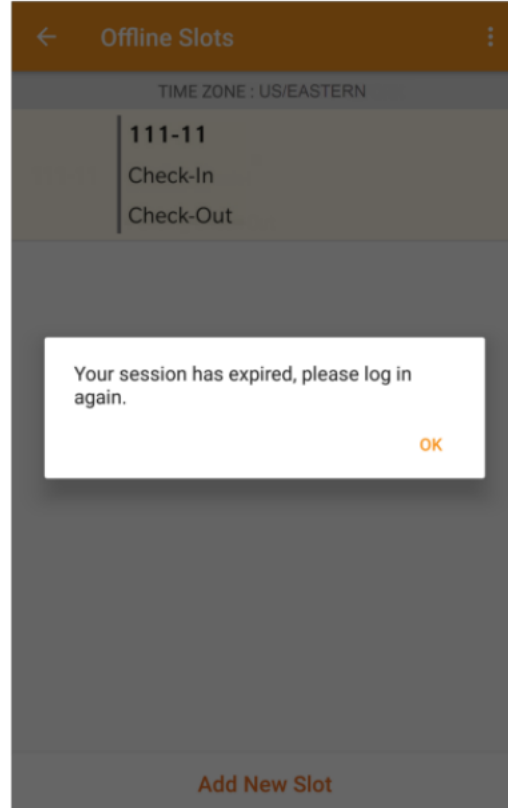 Offline Slots
TIME ZONE : US/EASTERN
111-11
Check-In
Check-Out
Your session has expired, please log in
again.
OK
Add New Slot